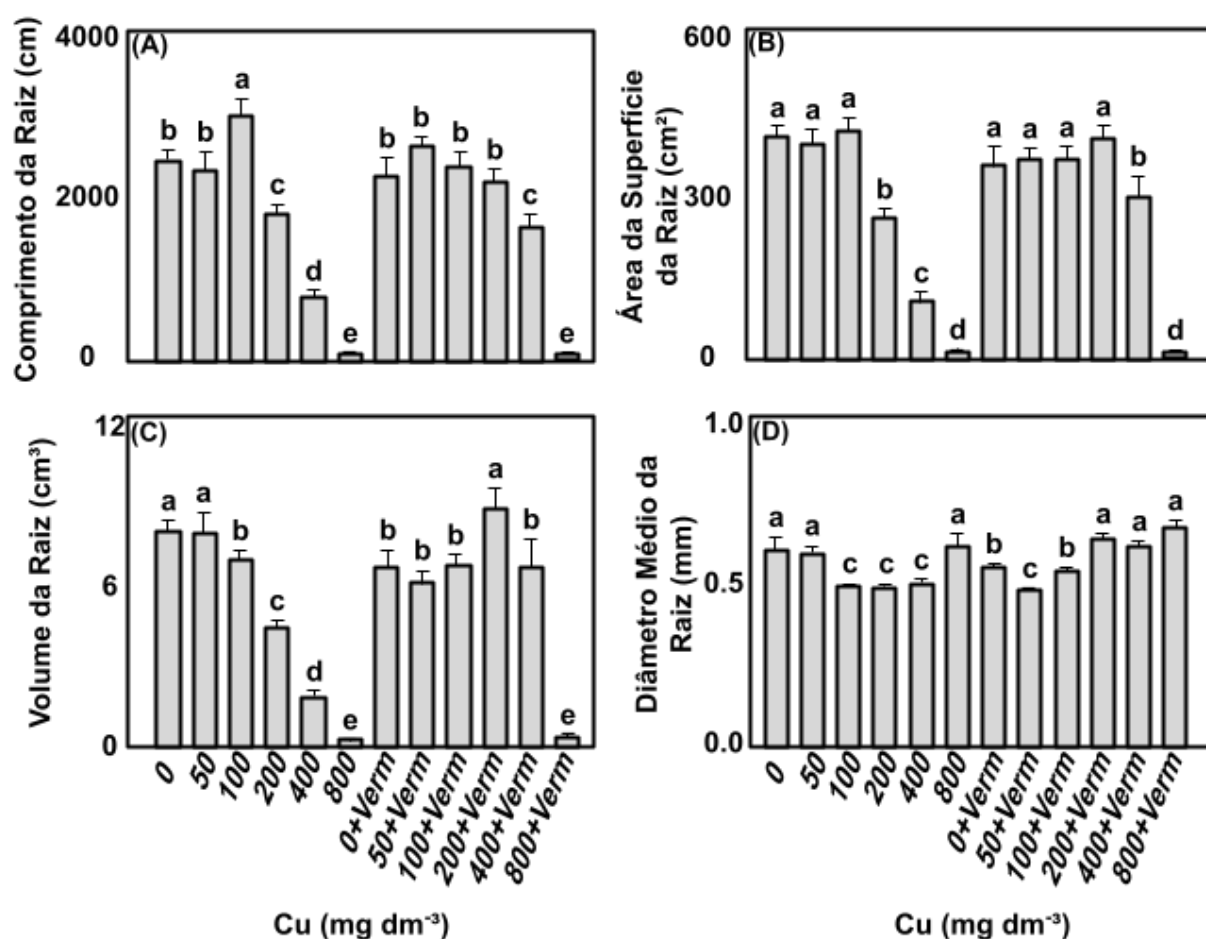 Comprimento da Raiz (cm)
4000
2000
0
(A)
b
b
a
c
d
e
b
b
b
b
c
e
Área da Superfície
da Raiz (cm²)
600
300
0
(B)
a
a
a
b
c
d
a
a
a
a
b
d
Volume da Raiz (cm³)
12
6
0
(C)
a
a
b
c
d
e
b
b
b
a
b
e
0
50
100
200
400
800
0+Verm
50+Verm
100+Verm
200+Verm
400+Verm
800+Verm
Cu (mg dm⁻³)
Diâmetro Médio da
Raiz (mm)
1.0
0.5
0.0
(D)
a
a
c
c
c
a
b
c
b
a
a
a
0
50
100
200
400
800
0+Verm
50+Verm
100+Verm
200+Verm
400+Verm
800+Verm
Cu (mg dm⁻³)